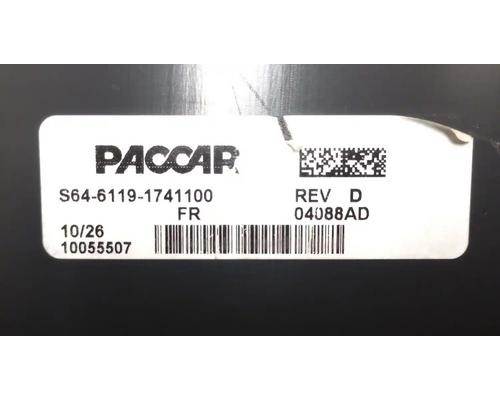 PACCAR
S64-6119-1741100 REV D
FR 04088AD
10/26
10055507